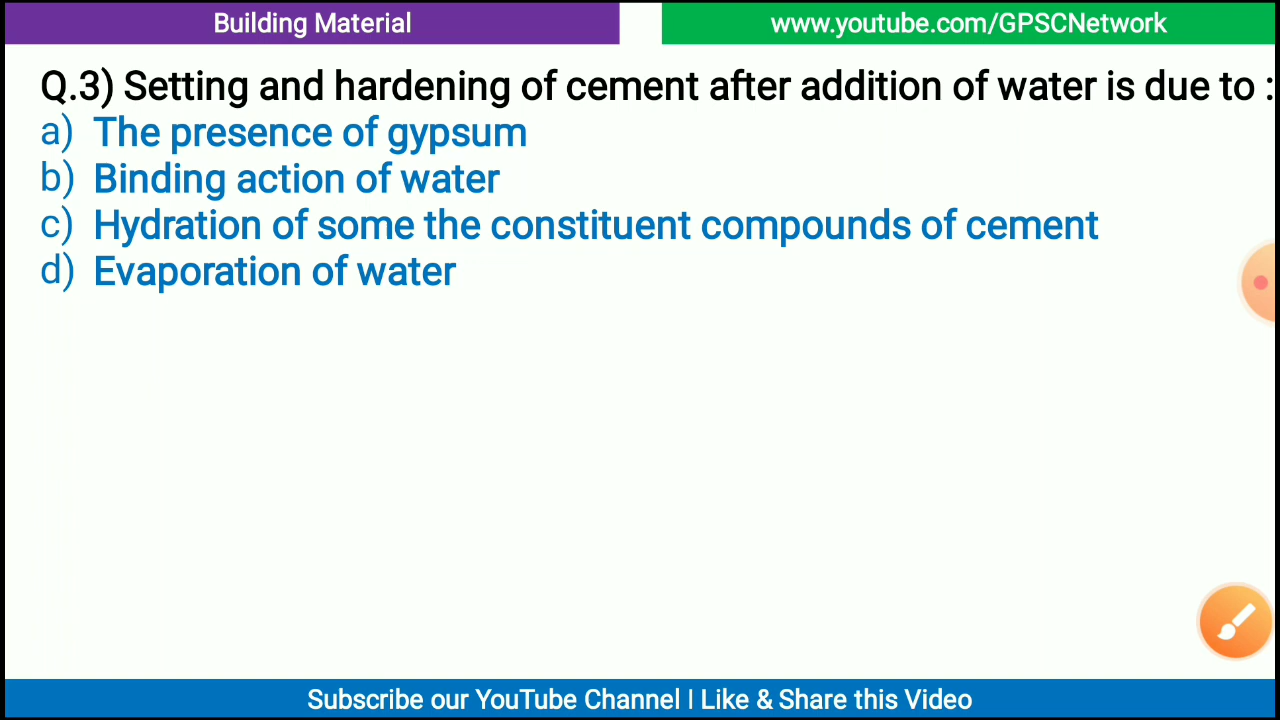 Building Material
www.youtube.com/GPSCNetwork
Q.3) Setting and hardening of cement after addition of water is due to :
a) The presence of gypsum
b) Binding action of water
c) Hydration of some the constituent compounds of cement
d) Evaporation of water
Subscribe our YouTube Channel I Like & Share this Video